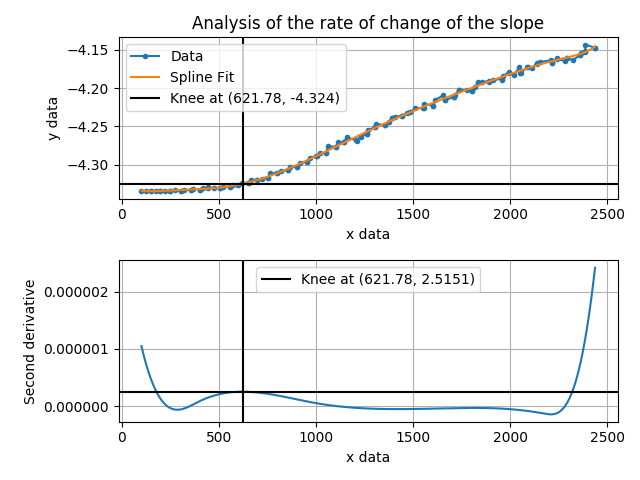 Analysis of the rate of change of the slope
Data
Spline Fit
Knee at (621.78, -4.324)
y data
−4.15
−4.20
−4.25
−4.30
0
500
1000
1500
2000
2500
x data
Knee at (621.78, 2.5151)
Second derivative
0.000002
0.000001
0.000000
0
500
1000
1500
2000
2500
x data